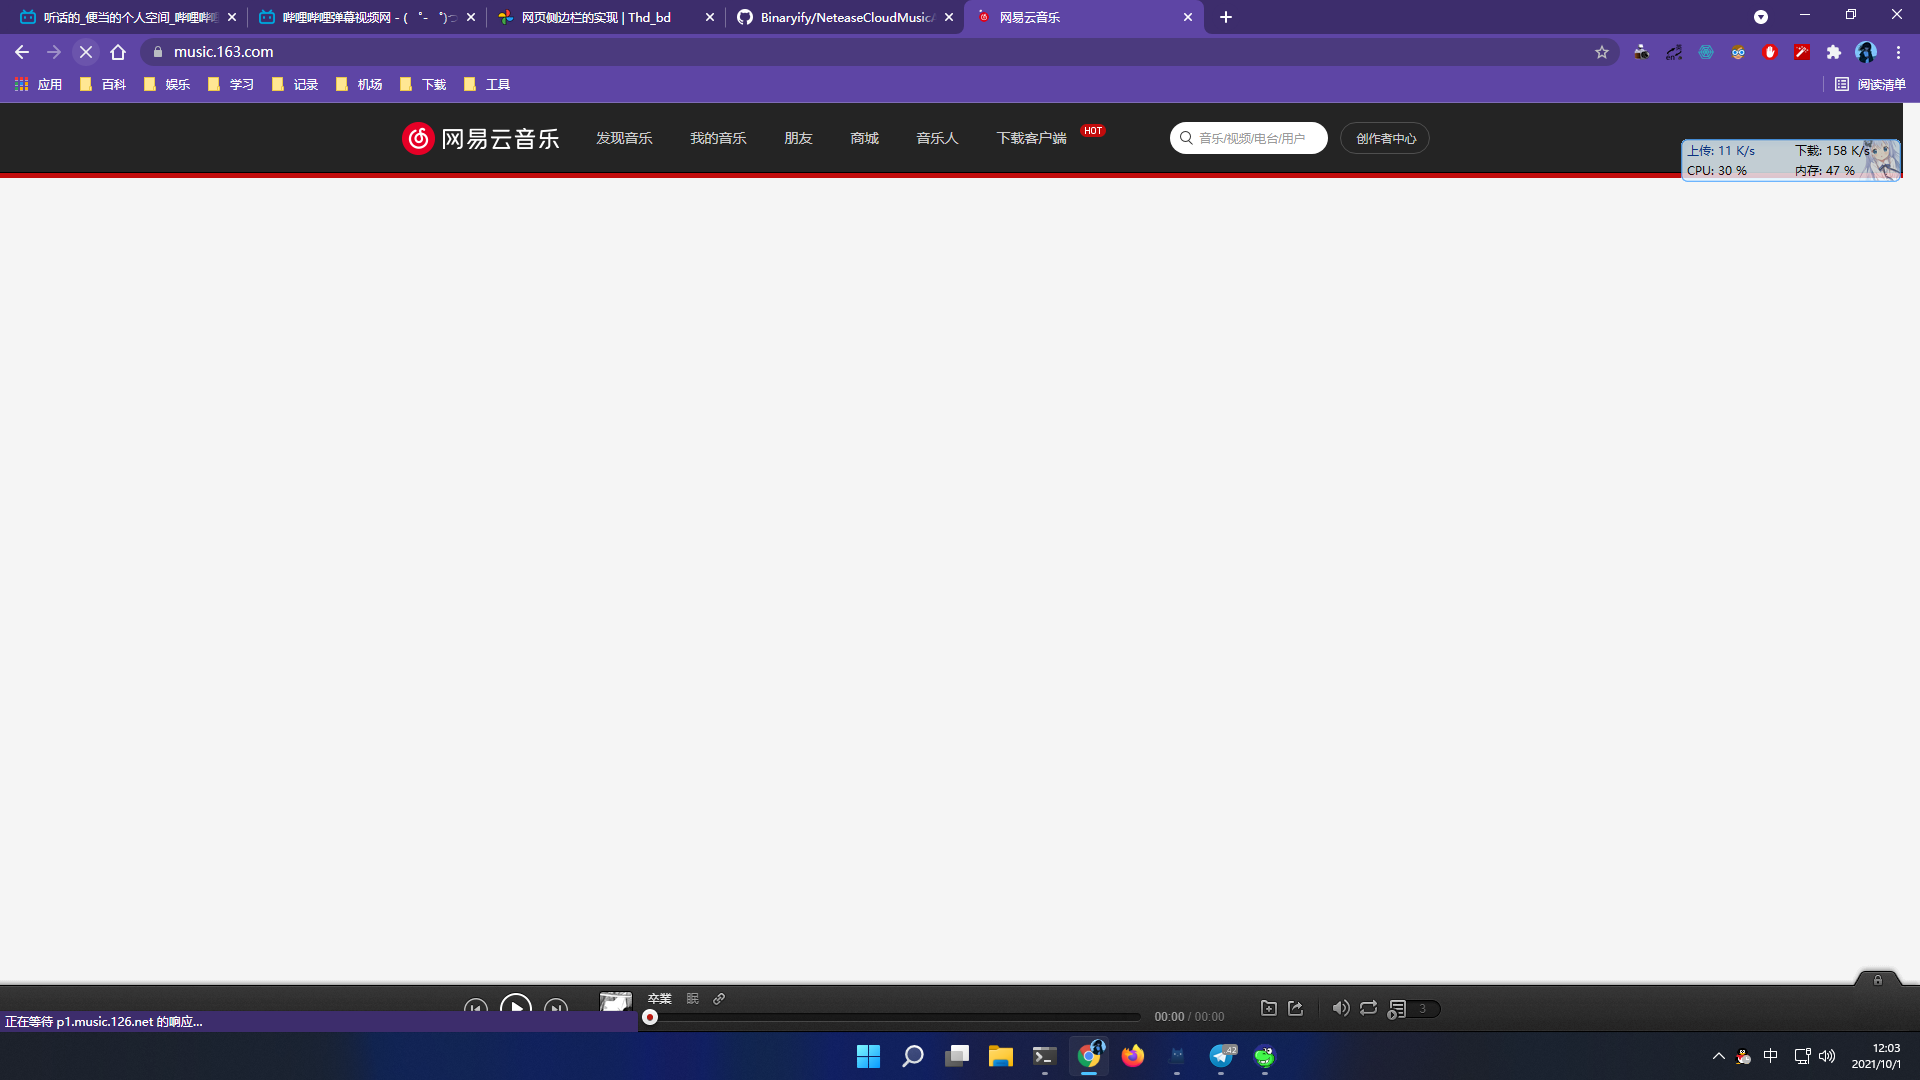 听话的_便当的个人空间_哔哩哔
哔哩哔哩弹幕视频网 - ( ゜- ゜)つ
网页侧边栏的实现 | Thd_bd
Binaryify/NeteaseCloudMusic
网易云音乐
music.163.com
应用 百科 娱乐 学习 记录 机场 下载 工具 阅读清单
网易云音乐 发现音乐 我的音乐 朋友 商城 音乐人 下载客户端 HOT 音乐/视频/电台/用户 创作者中心
上传: 11 K/s 下载: 158 K/s
CPU: 30 % 内存: 47 %
卒業 眠
00:00 / 00:00 3
正在等待 p1.music.126.net 的响应...
42
中
12:03
2021/10/1